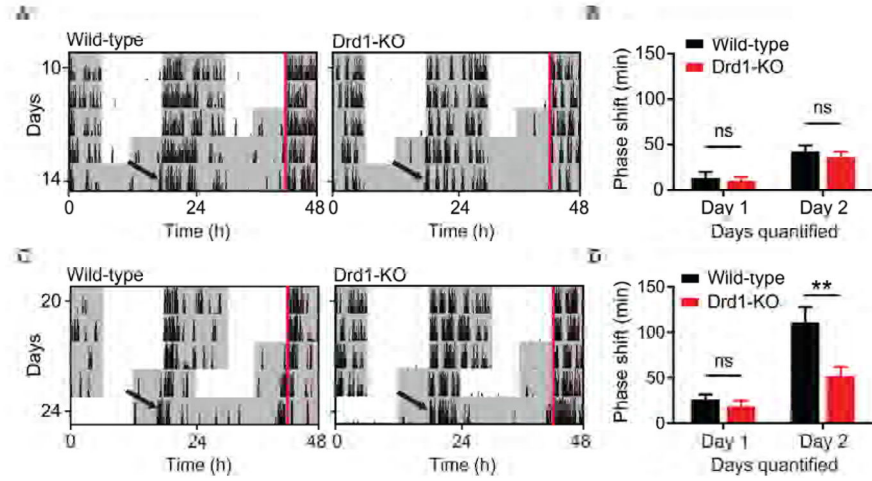 Wild-type
Drd1-KO
10
14
Days
0
24
48
Time (h)
0
24
48
Time (h)
Wild-type
Drd1-KO
150
100
50
0
Phase shift (min)
ns
ns
Day 1
Day 2
Days quantified
Wild-type
Drd1-KO
20
24
Days
0
24
48
Time (h)
0
24
48
Time (h)
Wild-type
Drd1-KO
150
100
50
0
Phase shift (min)
ns
**
Day 1
Day 2
Days quantified